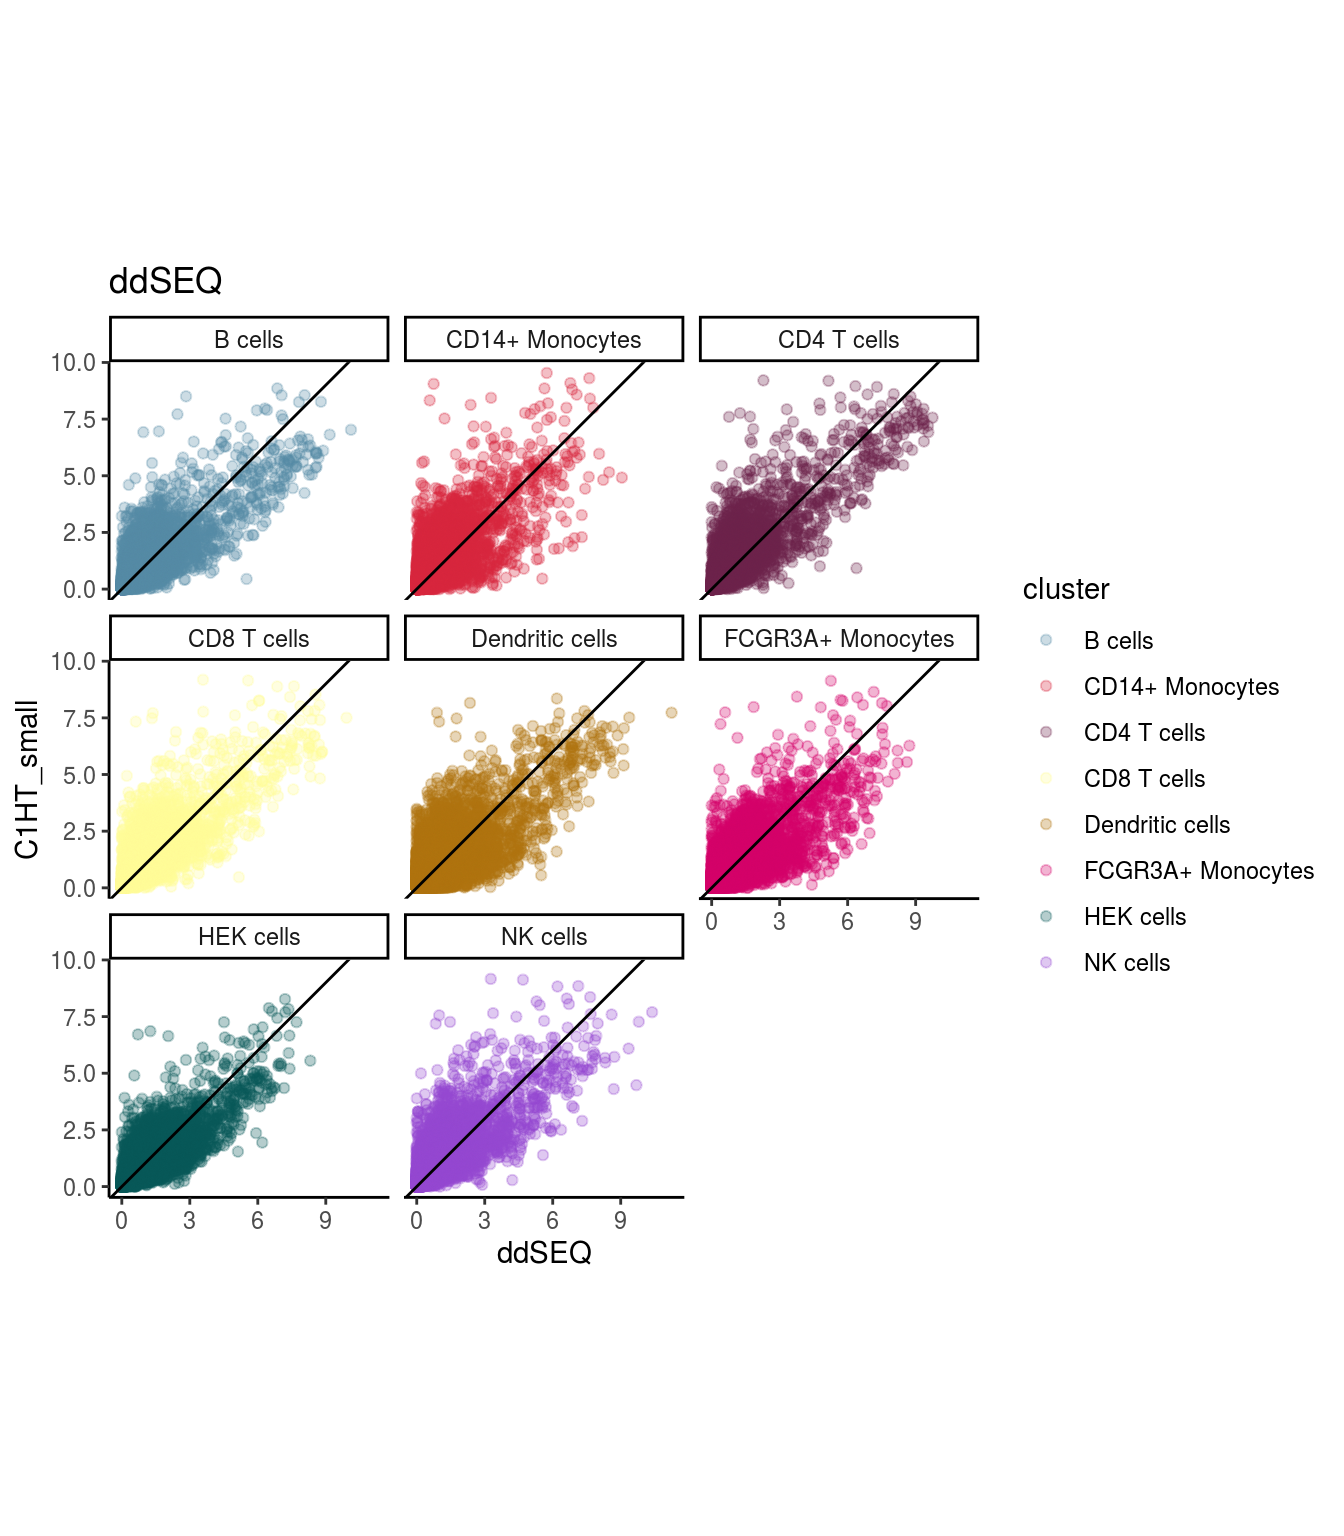 ddSEQ
B cells
CD14+ Monocytes
CD4 T cells
10.0
7.5
5.0
2.5
0.0
CD8 T cells
Dendritic cells
FCGR3A+ Monocytes
10.0
7.5
5.0
2.5
0.0
0 3 6 9
HEK cells
NK cells
10.0
7.5
5.0
2.5
0.0
0 3 6 9
0 3 6 9
ddSEQ
C1HT_small
cluster
B cells
CD14+ Monocytes
CD4 T cells
CD8 T cells
Dendritic cells
FCGR3A+ Monocytes
HEK cells
NK cells